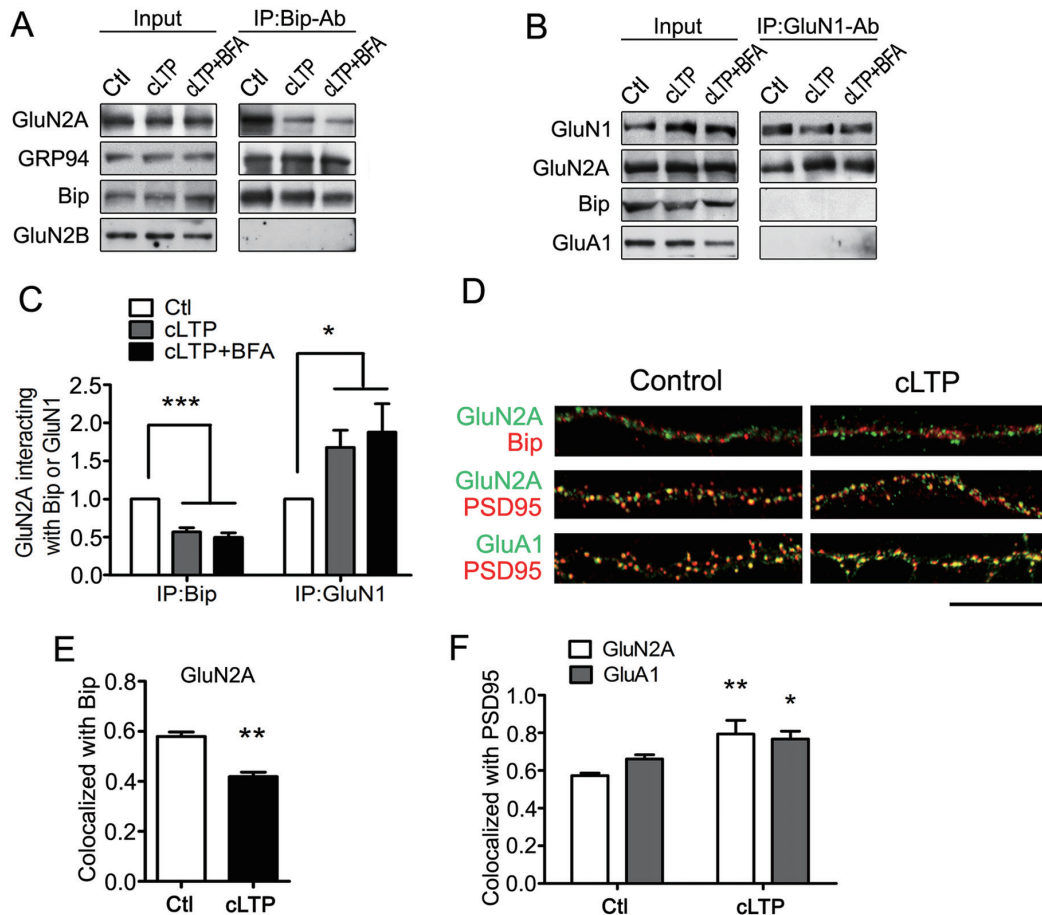 A
Input
IP:Bip-Ab
Ctl
cLTP
cLTP+BFA
Ctl
cLTP
cLTP+BFA
GluN2A
GRP94
Bip
GluN2B
B
Input
IP:GluN1-Ab
Ctl
cLTP
cLTP+BFA
Ctl
cLTP
cLTP+BFA
GluN1
GluN2A
Bip
GluA1
C
Ctl
cLTP
cLTP+BFA
GluN2A interacting
with Bip or GluN1
2.5
2.0
1.5
1.0
0.5
0.0
***
*
IP:Bip
IP:GluN1
D
Control
cLTP
GluN2A
Bip
GluN2A
PSD95
GluA1
PSD95
E
GluN2A
Colocalized with Bip
0.8
0.6
0.4
0.2
0.0
**
Ctl
cLTP
F
GluN2A
GluA1
Colocalized with PSD95
1.0
0.8
0.6
0.4
0.2
0.0
**
*
Ctl
cLTP